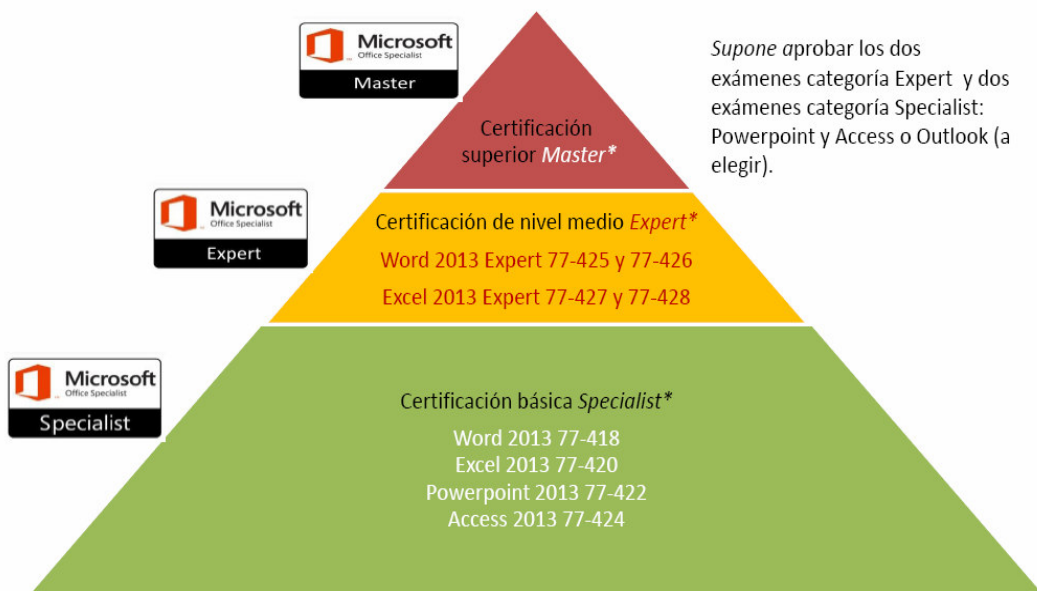 Microsoft
Office Specialist
Master
Supone aprobar los dos
exámenes categoría Expert y dos
exámenes categoría Specialist:
Powerpoint y Access o Outlook (a
elegir).
Certificación
superior Master*
Microsoft
Office Specialist
Expert
Certificación de nivel medio Expert*
Word 2013 Expert 77-425 y 77-426
Excel 2013 Expert 77-427 y 77-428
Microsoft
Office Specialist
Specialist
Certificación básica Specialist*
Word 2013 77-418
Excel 2013 77-420
Powerpoint 2013 77-422
Access 2013 77-424